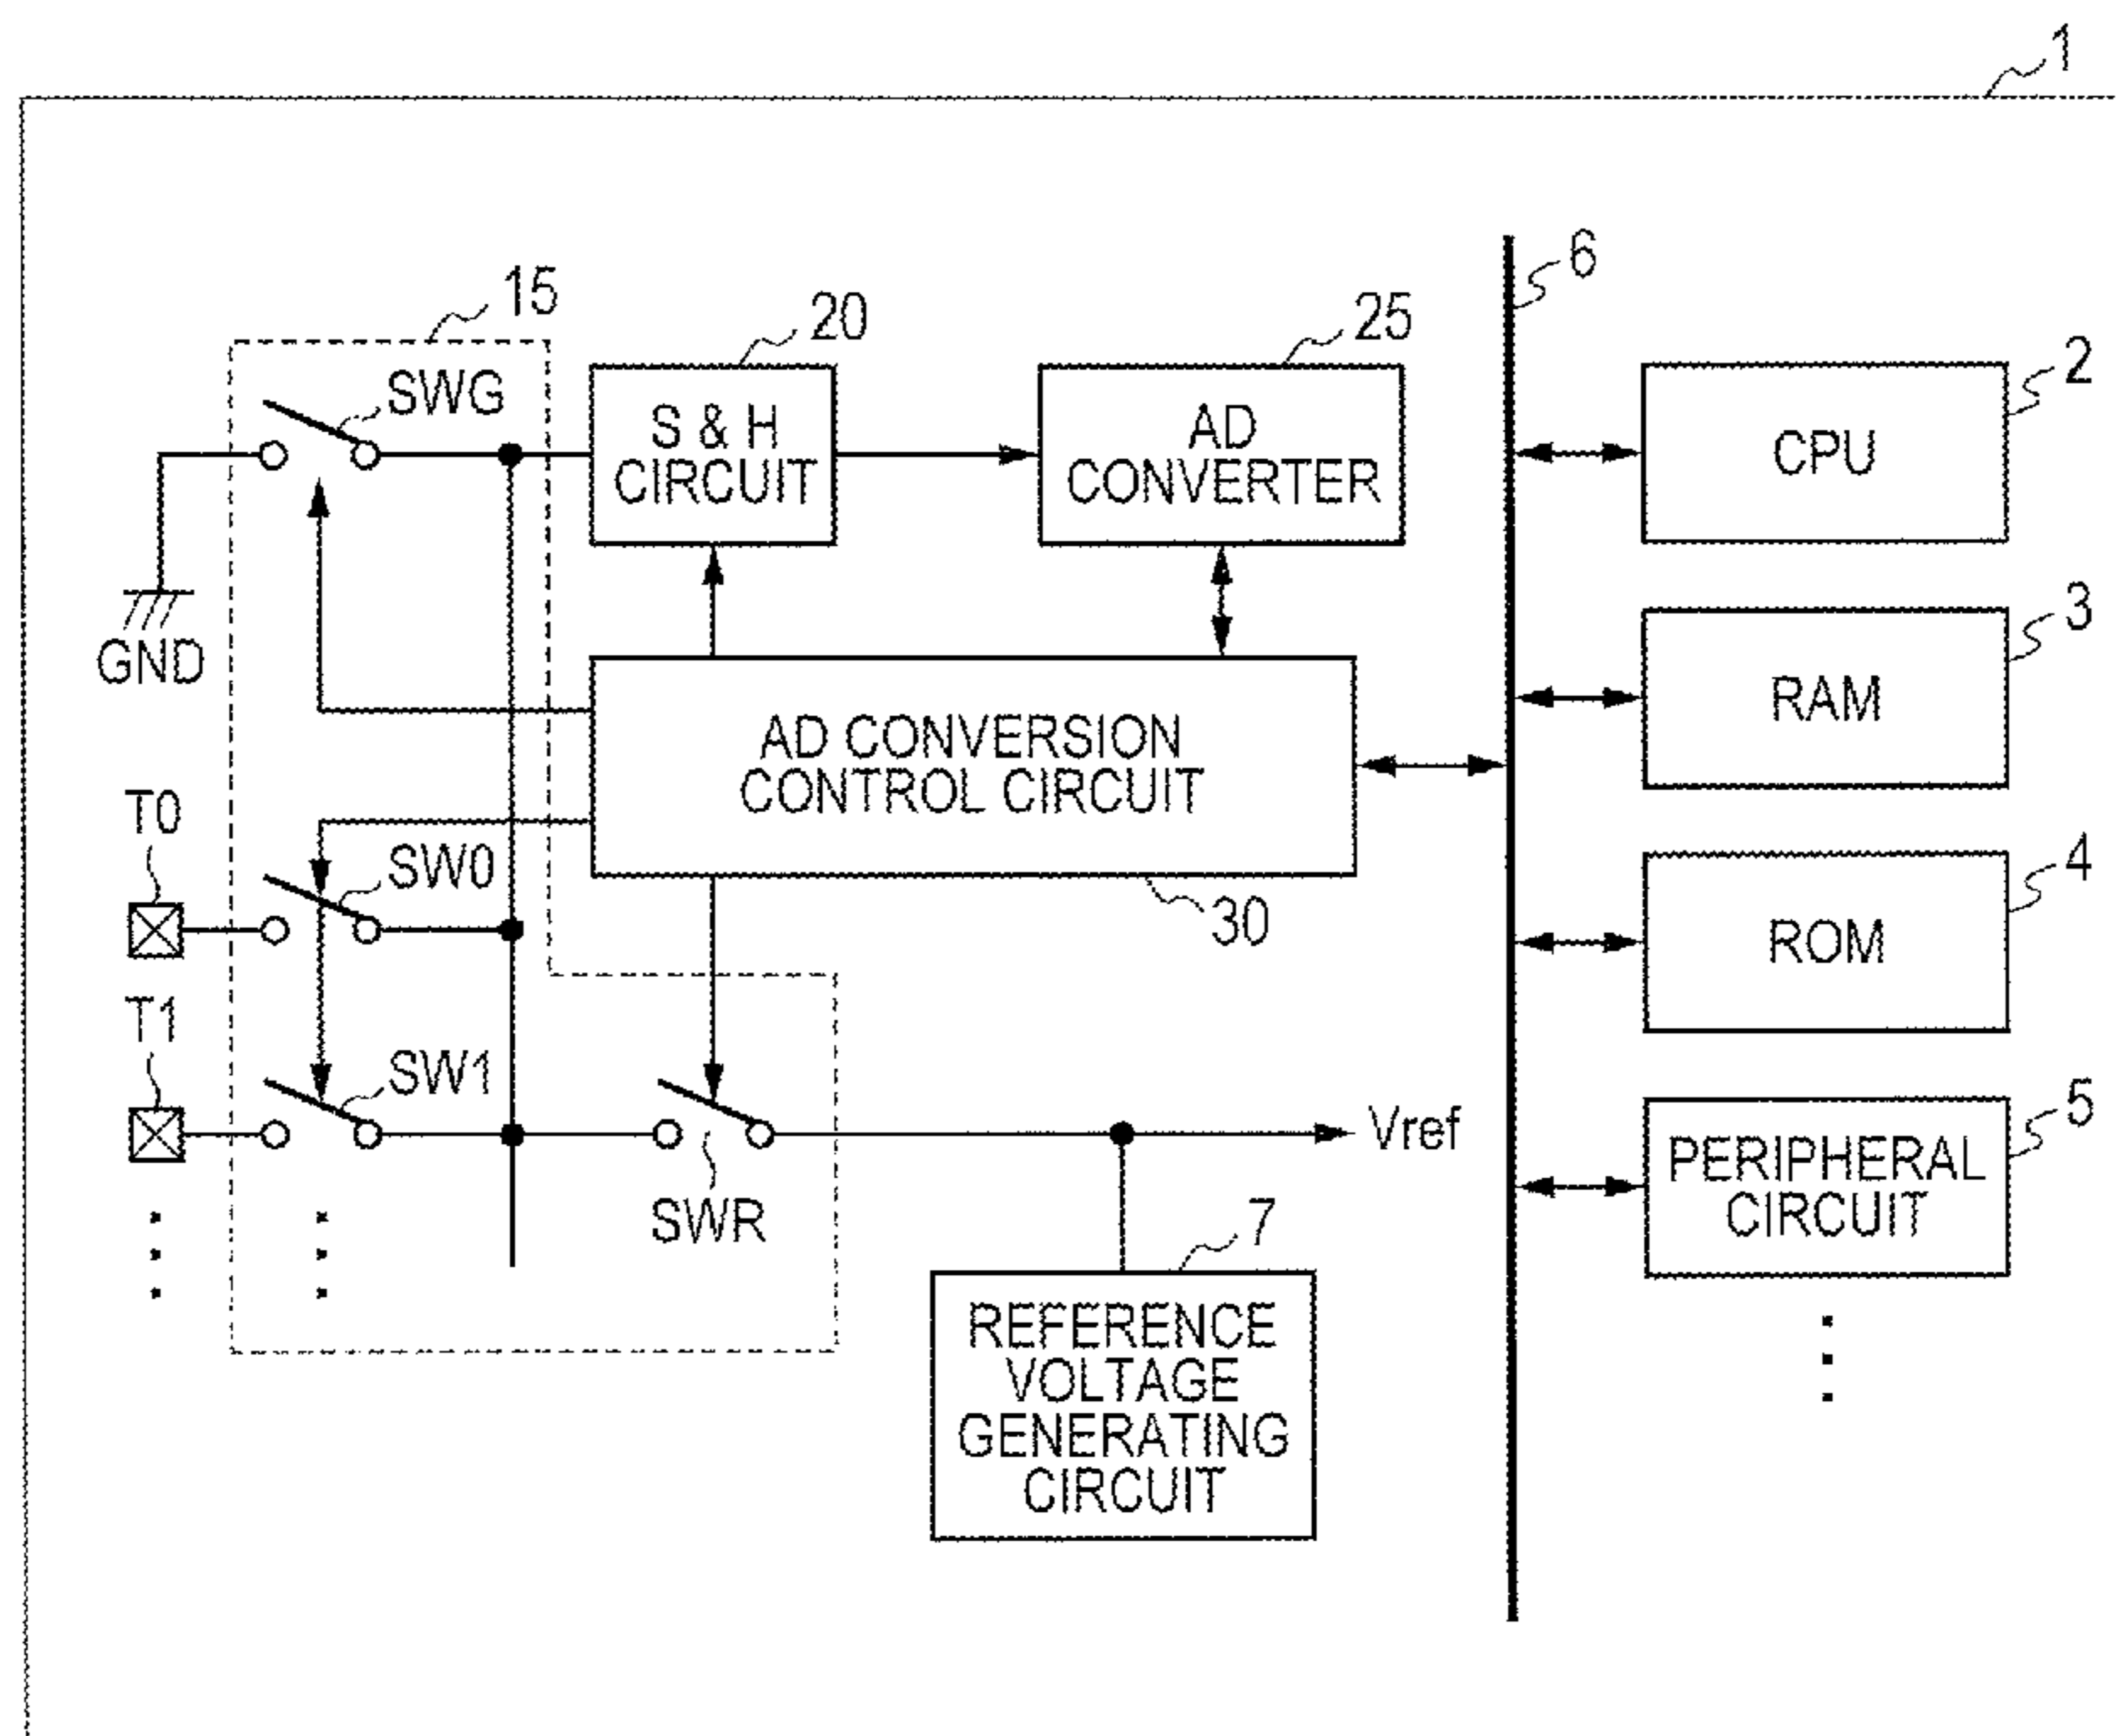 1
6
15
20
25
2
SWG
S & H
CIRCUIT
AD
CONVERTER
CPU
3
GND
RAM
AD CONVERSION
CONTROL CIRCUIT
T0
SW0
4
30
ROM
T1
SW1
5
Vref
PERIPHERAL
CIRCUIT
SWR
7
REFERENCE
VOLTAGE
GENERATING
CIRCUIT